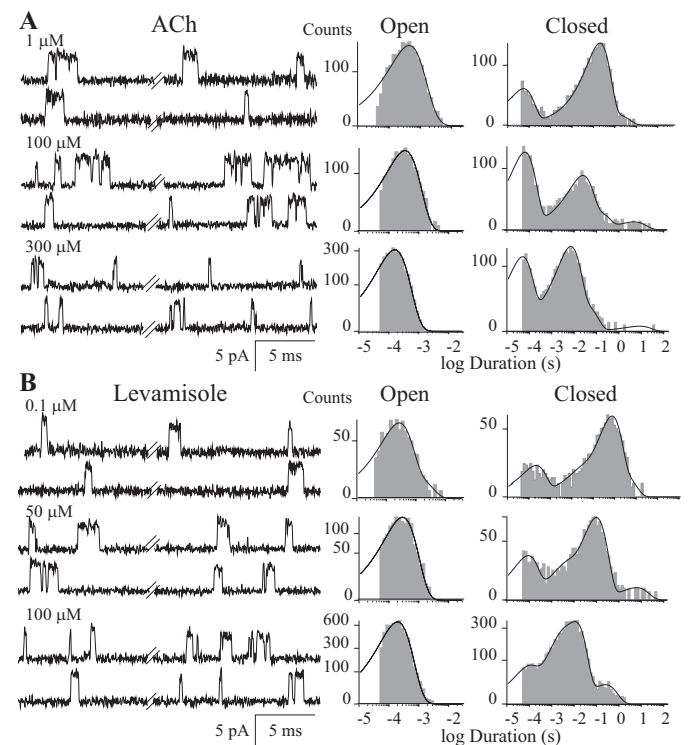 A
ACh
Counts
Open
Closed
1 μM
100
0
100
0
100 μM
100
0
100
0
300 μM
300
100
0
100
0
5 pA
5 ms
-5 -4 -3 -2
-5 -4 -3 -2 -1 0 1 2
log Duration (s)
B
Levamisole
Counts
Open
Closed
0.1 μM
50
0
50
0
50 μM
100
50
0
50
0
100 μM
600
300
100
0
300
100
0
5 pA
5 ms
-5 -4 -3 -2
-5 -4 -3 -2 -1 0 1 2
log Duration (s)